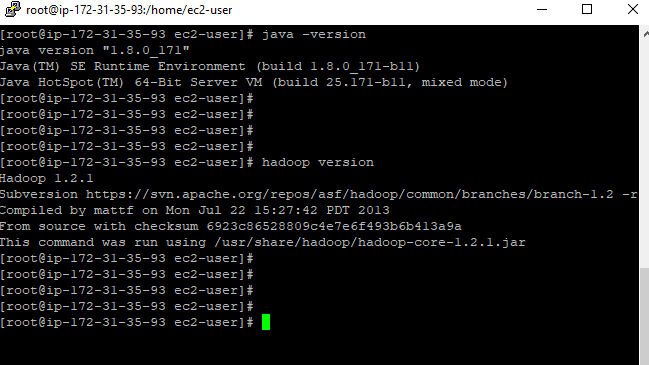 root@ip-172-31-35-93:/home/ec2-user
[root@ip-172-31-35-93 ec2-user]# java -version
java version "1.8.0_171"
Java(TM) SE Runtime Environment (build 1.8.0_171-b11)
Java HotSpot(TM) 64-Bit Server VM (build 25.171-b11, mixed mode)
[root@ip-172-31-35-93 ec2-user]#
[root@ip-172-31-35-93 ec2-user]#
[root@ip-172-31-35-93 ec2-user]#
[root@ip-172-31-35-93 ec2-user]#
[root@ip-172-31-35-93 ec2-user]# hadoop version
Hadoop 1.2.1
Subversion https://svn.apache.org/repos/asf/hadoop/common/branches/branch-1.2 -r
Compiled by mattf on Mon Jul 22 15:27:42 PDT 2013
From source with checksum 6923c86528809c4e7e6f493b6b413a9a
This command was run using /usr/share/hadoop/hadoop-core-1.2.1.jar
[root@ip-172-31-35-93 ec2-user]#
[root@ip-172-31-35-93 ec2-user]#
[root@ip-172-31-35-93 ec2-user]#
[root@ip-172-31-35-93 ec2-user]#
[root@ip-172-31-35-93 ec2-user]#